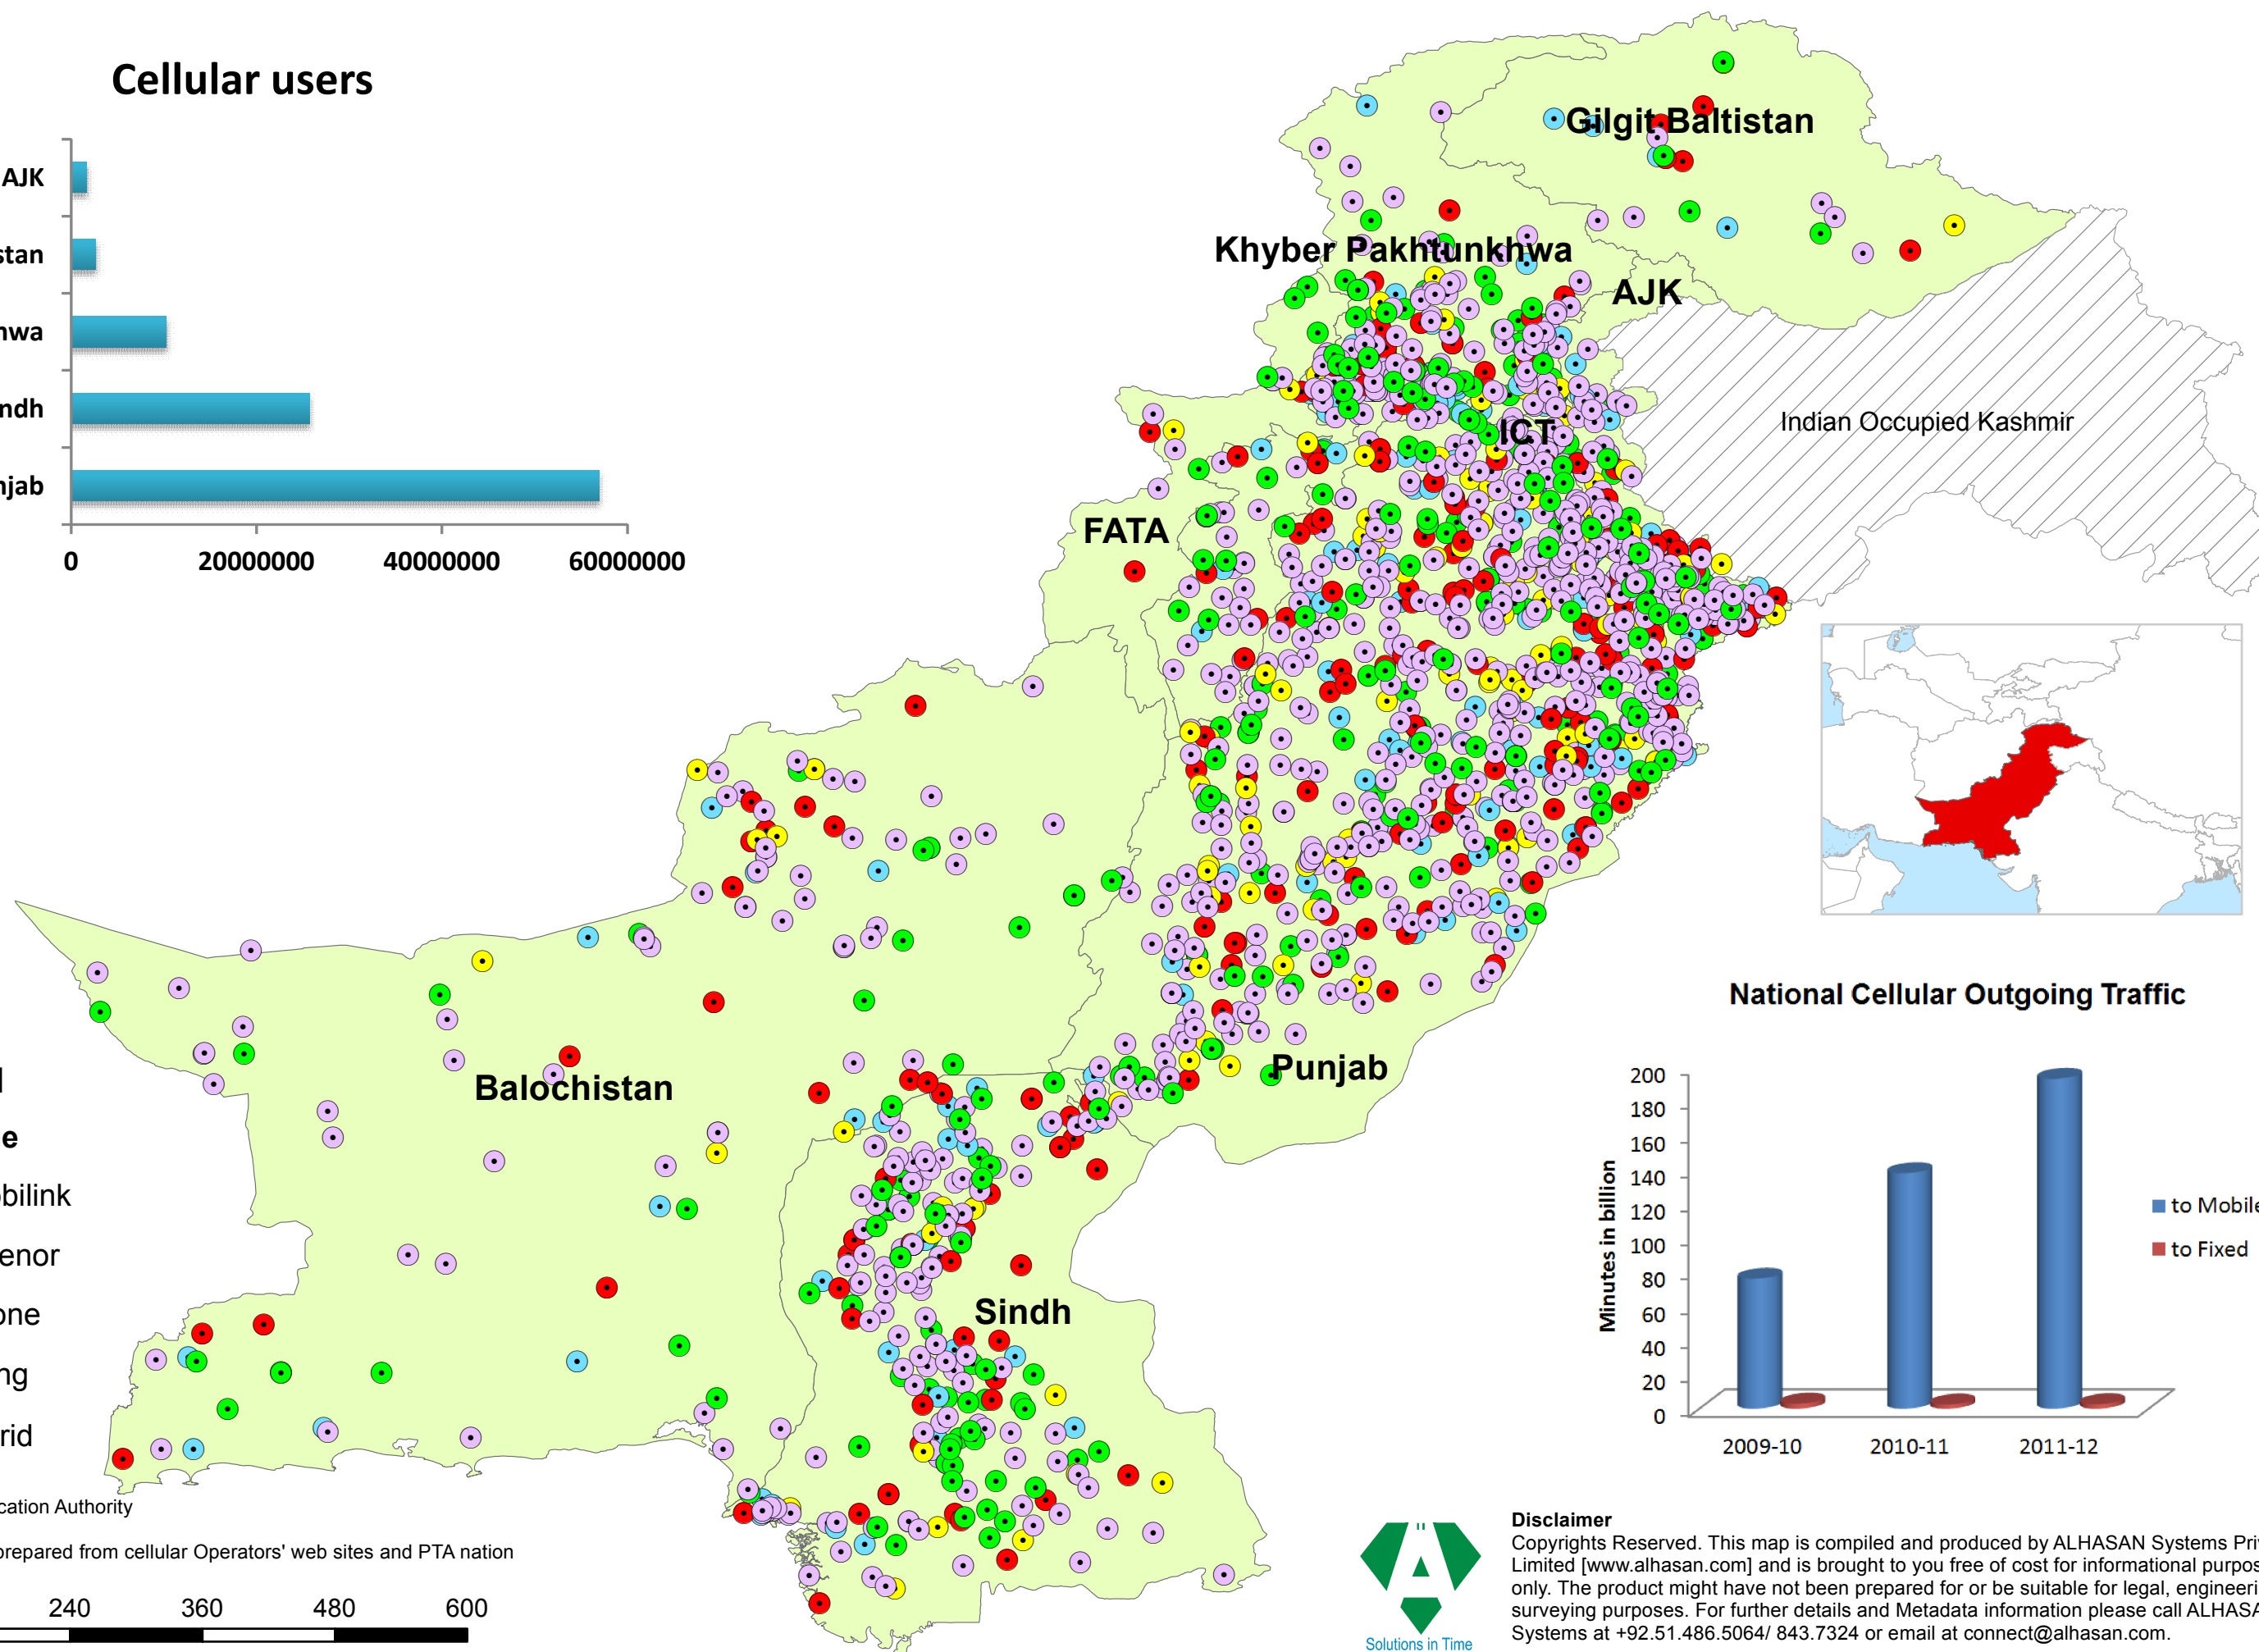 Cellular users
AJK
stan
hwa
ndh
njab
0 20000000 40000000 60000000
Gilgit Baltistan
Khyber Pakhtunkhwa
AJK
ICT
Indian Occupied Kashmir
FATA
Balochistan
Punjab
Sindh
National Cellular Outgoing Traffic
Minutes in billion
200
180
160
140
120
100
80
60
40
20
0
2009-10 2010-11 2011-12
to Mobile
to Fixed
e
bilink
enor
one
ng
rid
cation Authority
prepared from cellular Operators' web sites and PTA nation
240 360 480 600
Solutions in Time
Disclaimer
Copyrights Reserved. This map is compiled and produced by ALHASAN Systems Priv
Limited [www.alhasan.com] and is brought to you free of cost for informational purpos
only. The product might have not been prepared for or be suitable for legal, engineeri
surveying purposes. For further details and Metadata information please call ALHASA
Systems at +92.51.486.5064/ 843.7324 or email at connect@alhasan.com.